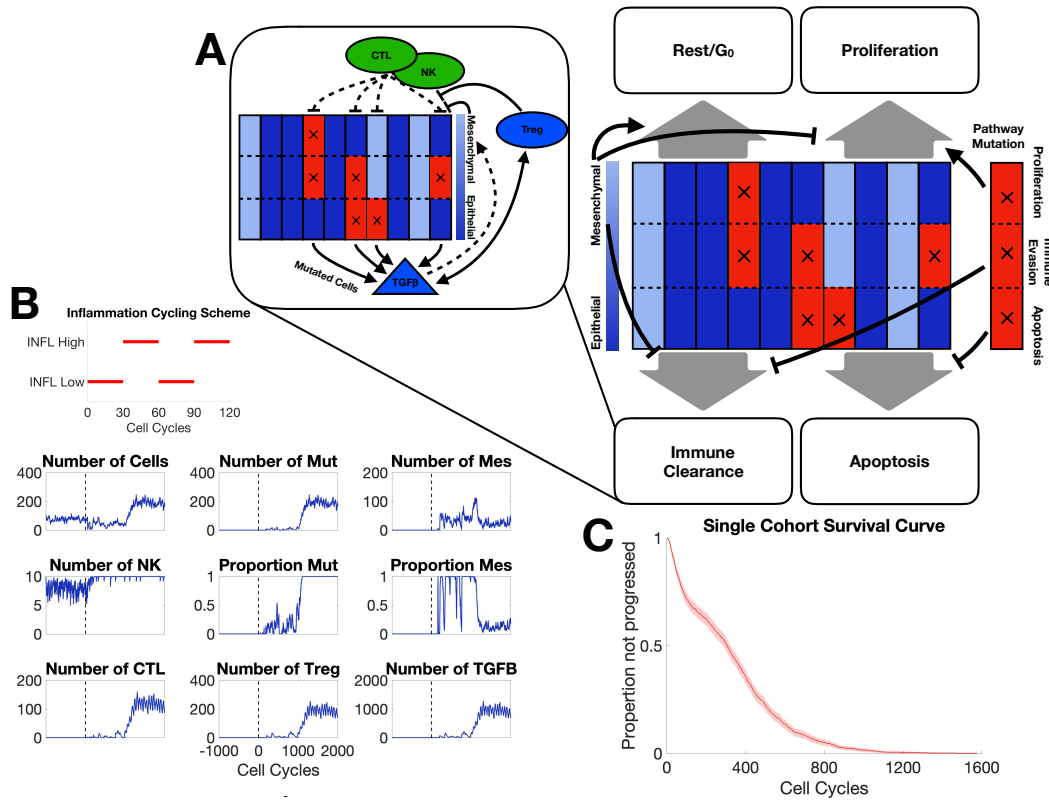 A
CTL
NK
Treg
Mesenchymal
Epithelial
Mutated Cells
TGFβ
Rest/G₀
Proliferation
Pathway
Mutation
Mesenchymal
Epithelial
Proliferation
Immune
Evasion
Apoptosis
Immune
Clearance
Apoptosis
B
Inflammation Cycling Scheme
INFL High
INFL Low
0 30 60 90 120
Cell Cycles
Number of Cells
400
200
0
Number of Mut
400
200
0
Number of Mes
200
100
0
Number of NK
10
5
0
Proportion Mut
1
0.5
0
Proportion Mes
1
0.5
0
Number of CTL
200
100
0
Number of Treg
400
200
0
-1000 0 1000 2000
Cell Cycles
Number of TGFB
2000
1000
0
C
Single Cohort Survival Curve
Proportion not progressed
1
0.5
0
0 400 800 1200 1600
Cell Cycles